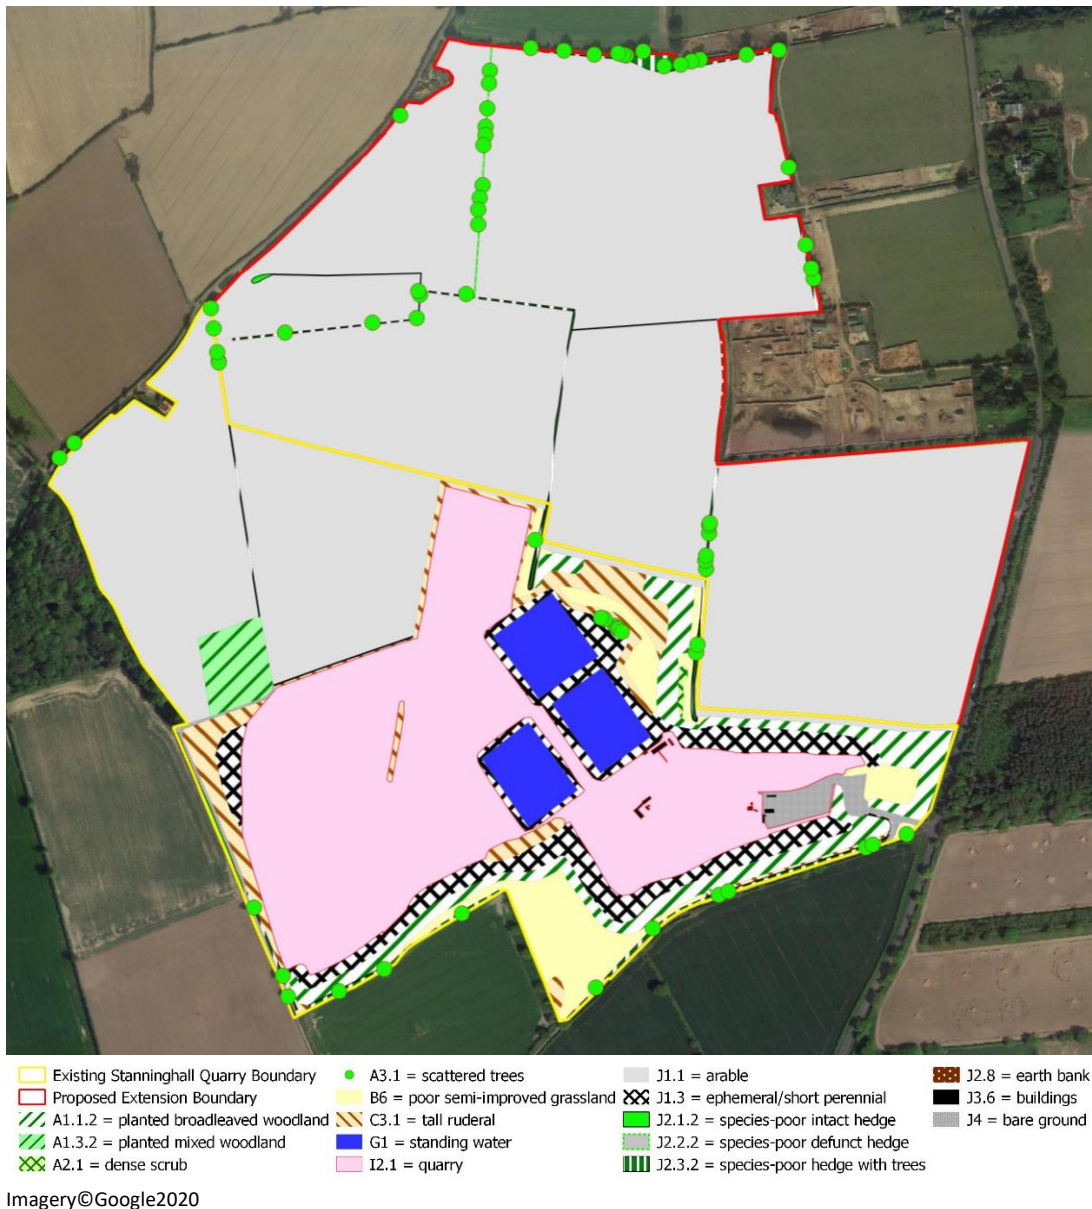 Existing Stanninghall Quarry Boundary
Proposed Extension Boundary
A1.1.2 = planted broadleaved woodland
A1.3.2 = planted mixed woodland
A2.1 = dense scrub
A3.1 = scattered trees
B6 = poor semi-improved grassland
C3.1 = tall ruderal
G1 = standing water
I2.1 = quarry
J1.1 = arable
J1.3 = ephemeral/short perennial
J2.1.2 = species-poor intact hedge
J2.2.2 = species-poor defunct hedge
J2.3.2 = species-poor hedge with trees
J2.8 = earth bank
J3.6 = buildings
J4 = bare ground
Imagery©Google2020